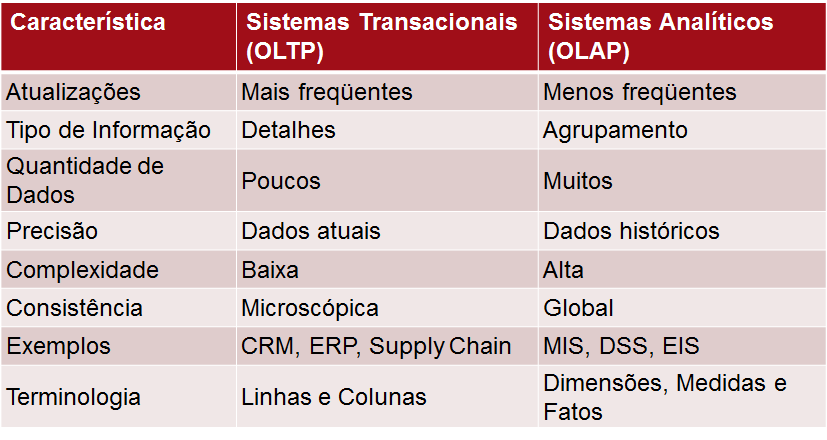 Característica Sistemas Transacionais (OLTP) Sistemas Analíticos (OLAP)
Atualizações Mais freqüentes Menos freqüentes
Tipo de Informação Detalhes Agrupamento
Quantidade de Dados Poucos Muitos
Precisão Dados atuais Dados históricos
Complexidade Baixa Alta
Consistência Microscópica Global
Exemplos CRM, ERP, Supply Chain MIS, DSS, EIS
Terminologia Linhas e Colunas Dimensões, Medidas e Fatos